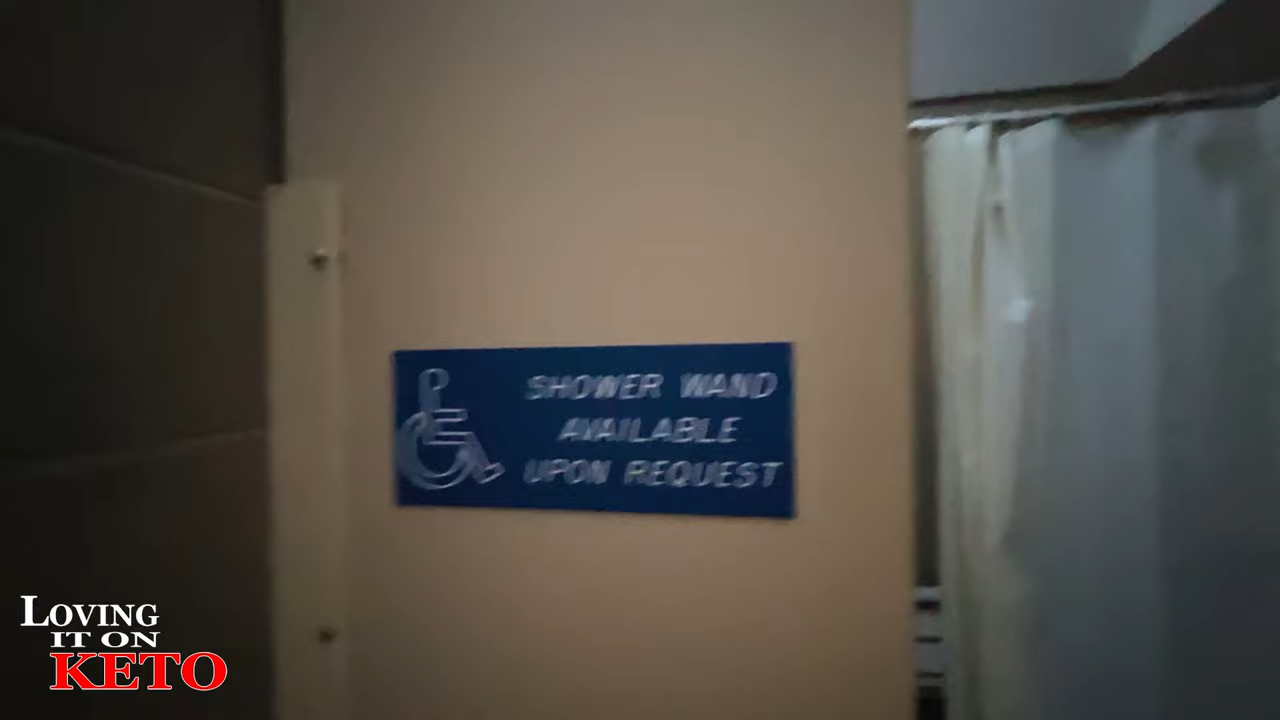 SHOWER WAND
AVAILABLE
UPON REQUEST
LOVING
IT ON
KETO